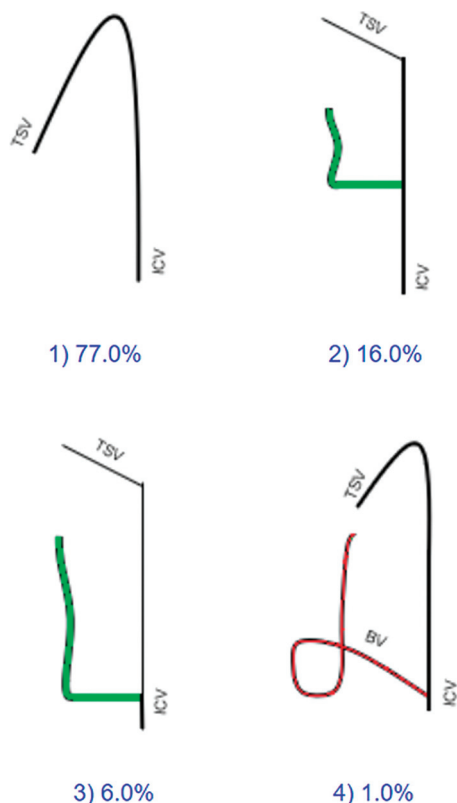 TSV
ICV
1) 77.0%
TSV
ICV
2) 16.0%
TSV
ICV
3) 6.0%
TSV
BV
ICV
4) 1.0%